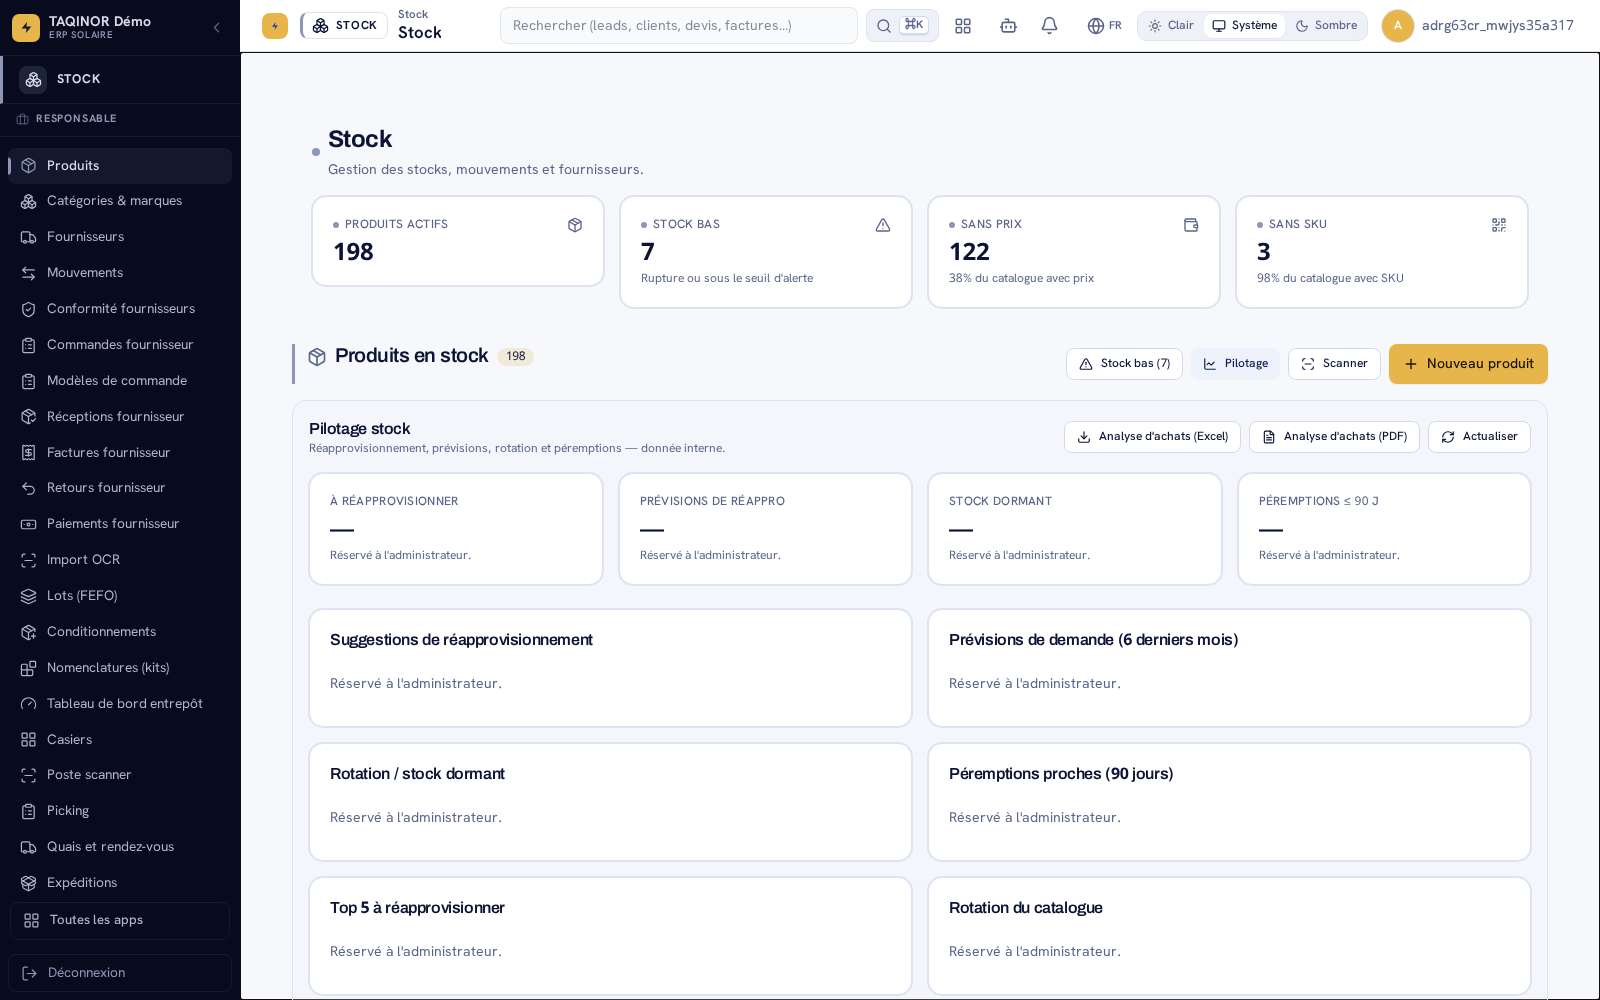 TAQINOR Démo
ERP SOLAIRE
STOCK
RESPONSABLE
Produits
Catégories & marques
Fournisseurs
Mouvements
Conformité fournisseurs
Commandes fournisseur
Modèles de commande
Réceptions fournisseur
Factures fournisseur
Retours fournisseur
Paiements fournisseur
Import OCR
Lots (FEFO)
Conditionnements
Nomenclatures (kits)
Tableau de bord entrepôt
Casiers
Poste scanner
Picking
Quais et rendez-vous
Expéditions
Toutes les apps
Déconnexion
STOCK
Stock
Stock
Rechercher (leads, clients, devis, factures...)
⌘K
FR
Clair
Système
Sombre
A
adrg63cr_mwjys35a317
Stock
Gestion des stocks, mouvements et fournisseurs.
PRODUITS ACTIFS
198
STOCK BAS
7
Rupture ou sous le seuil d'alerte
SANS PRIX
122
38% du catalogue avec prix
SANS SKU
3
98% du catalogue avec SKU
Produits en stock 198
Stock bas (7)
Pilotage
Scanner
Nouveau produit
Pilotage stock
Réapprovisionnement, prévisions, rotation et péremptions — donnée interne.
Analyse d'achats (Excel)
Analyse d'achats (PDF)
Actualiser
À RÉAPPROVISIONNER
—
Réservé à l'administrateur.
PRÉVISIONS DE RÉAPPRO
—
Réservé à l'administrateur.
STOCK DORMANT
—
Réservé à l'administrateur.
PÉREMPTIONS ≤ 90 J
—
Réservé à l'administrateur.
Suggestions de réapprovisionnement
Réservé à l'administrateur.
Prévisions de demande (6 derniers mois)
Réservé à l'administrateur.
Rotation / stock dormant
Réservé à l'administrateur.
Péremptions proches (90 jours)
Réservé à l'administrateur.
Top 5 à réapprovisionner
Réservé à l'administrateur.
Rotation du catalogue
Réservé à l'administrateur.